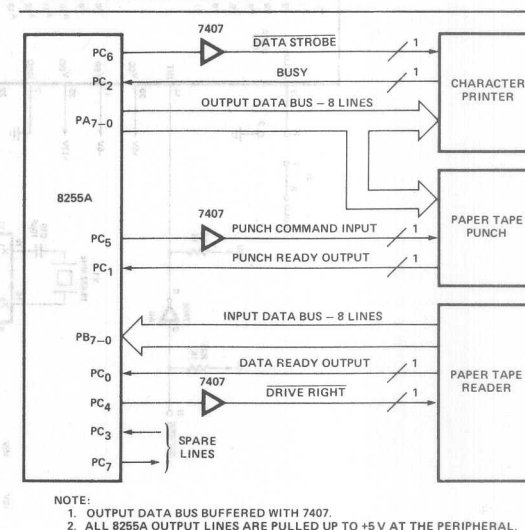 7407
PC6
DATA STROBE
1
PC2
BUSY
1
CHARACTER
PRINTER
OUTPUT DATA BUS – 8 LINES
PA7–0
8255A
7407
PC5
PUNCH COMMAND INPUT
1
PAPER TAPE
PUNCH
PC1
PUNCH READY OUTPUT
1
INPUT DATA BUS – 8 LINES
PB7–0
DATA READY OUTPUT
1
PC0
7407
PAPER TAPE
READER
PC4
DRIVE RIGHT
1
PC3
SPARE
LINES
PC7
NOTE:
1. OUTPUT DATA BUS BUFFERED WITH 7407.
2. ALL 8255A OUTPUT LINES ARE PULLED UP TO +5 V AT THE PERIPHERAL.